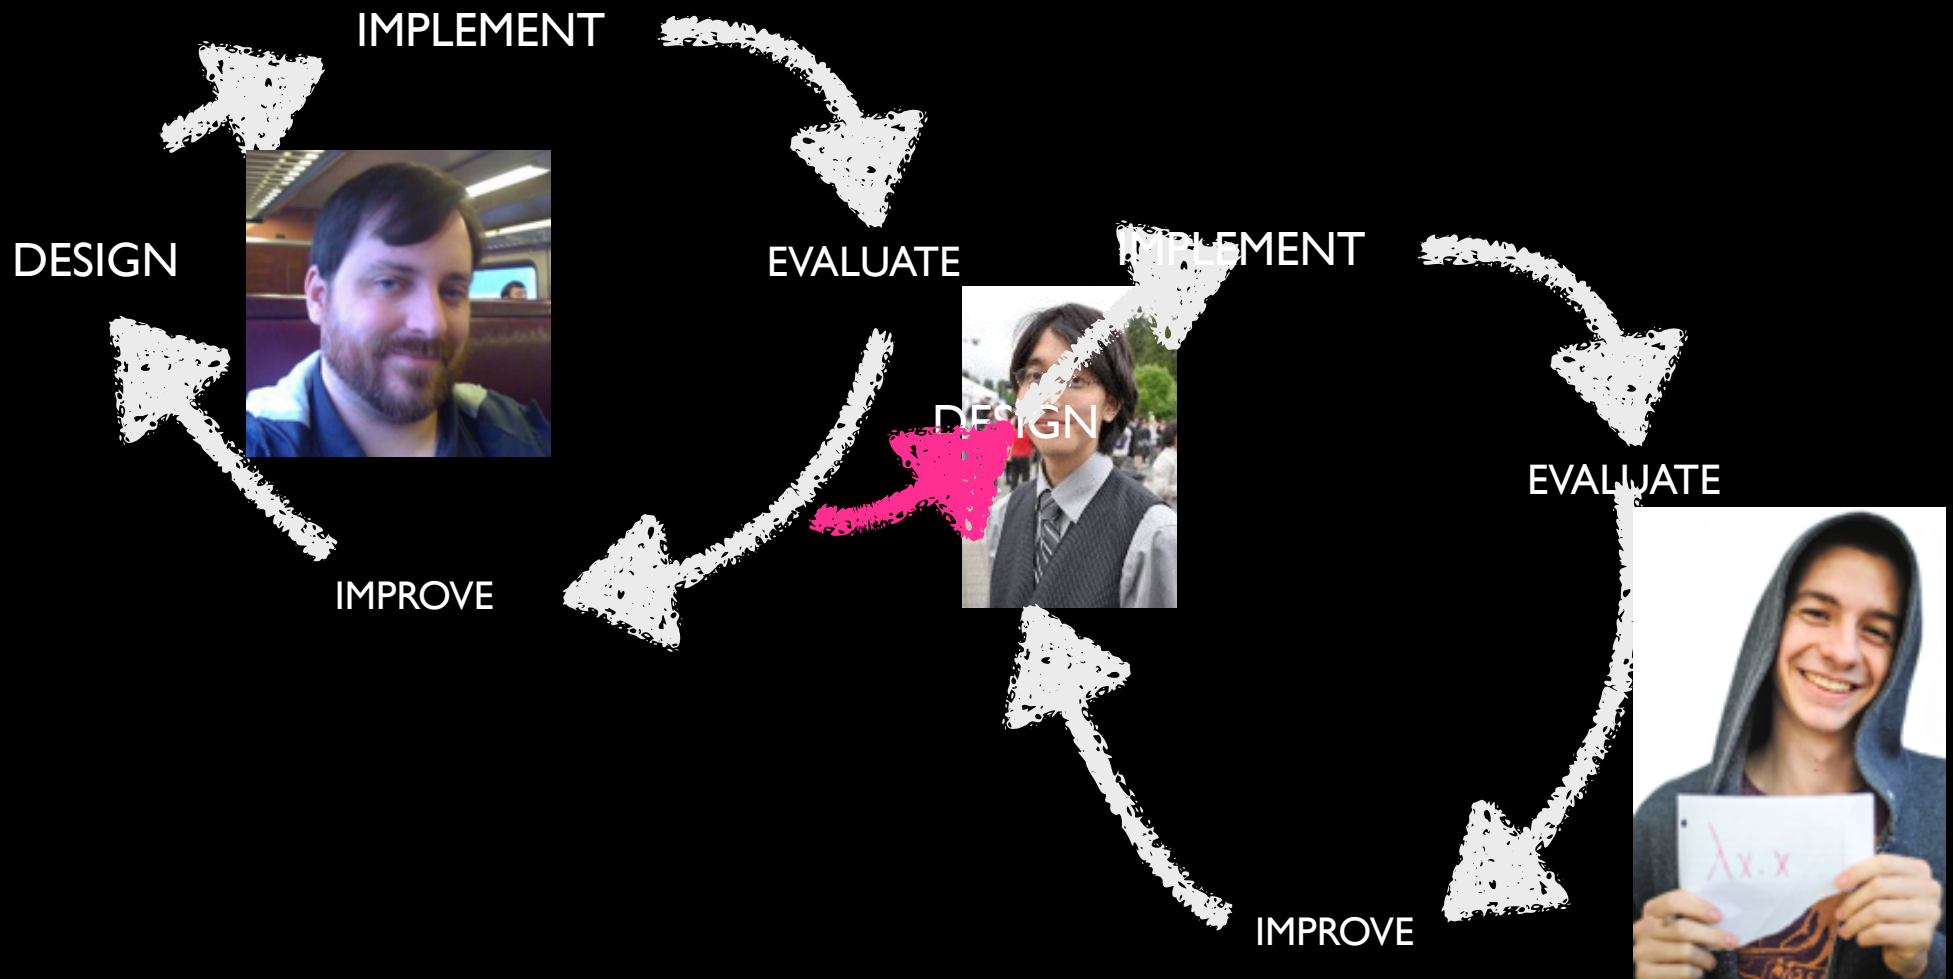 IMPLEMENT
DESIGN
EVALUATE
IMPROVE
IMPLEMENT
DESIGN
EVALUATE
IMPROVE
λx.x